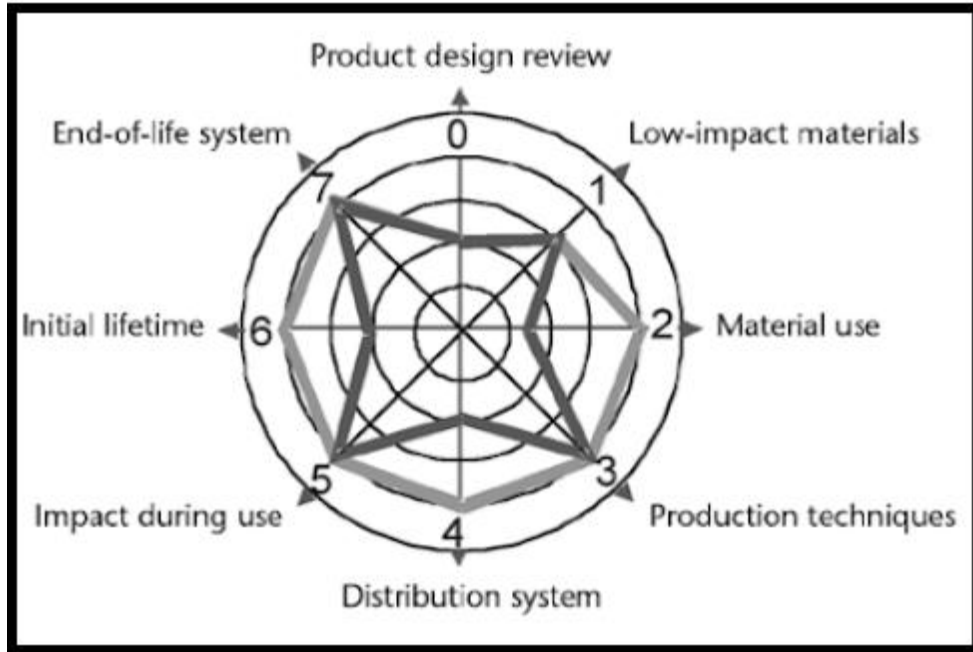 Product design review
End-of-life system
Low-impact materials
0
7
1
Initial lifetime
6
2
Material use
5
3
Impact during use
4
Production techniques
Distribution system